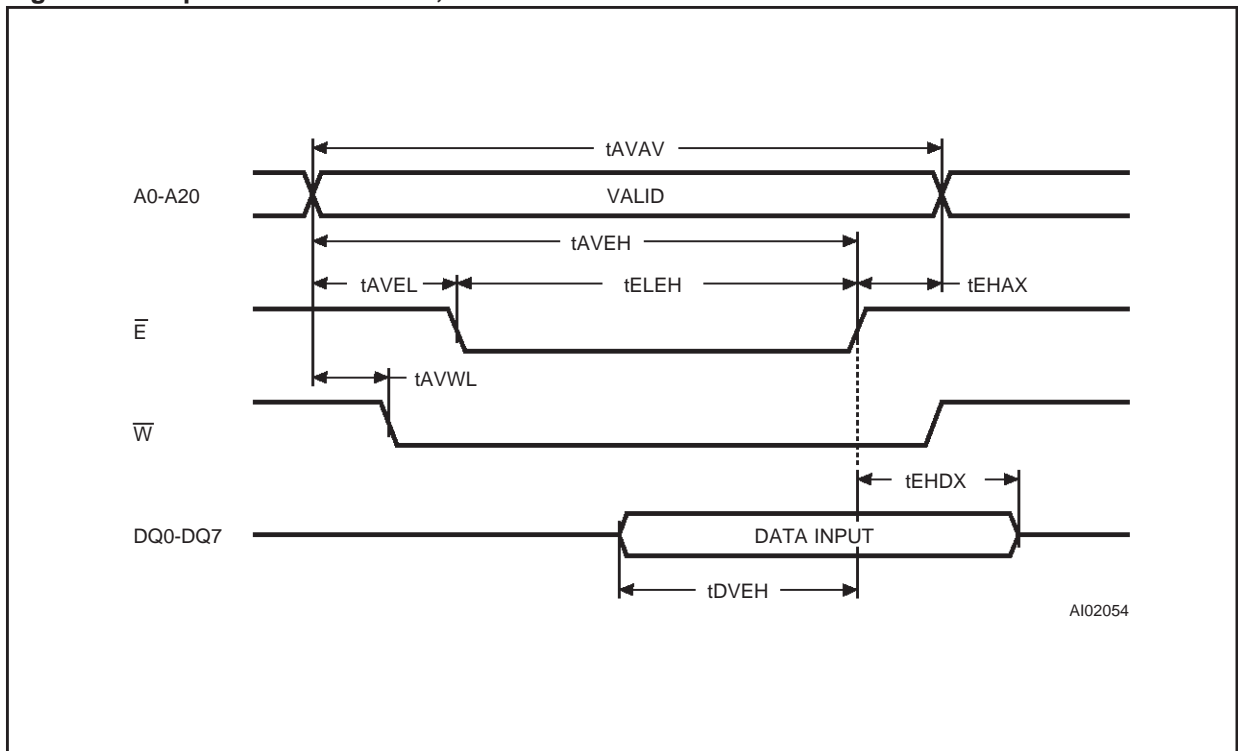 tAVAV
A0-A20
VALID
tAVEH
tAVEL
tELEH
tEHAX
E̅
tAVWL
W̅
tEHDX
DQ0-DQ7
DATA INPUT
tDVEH
AI02054